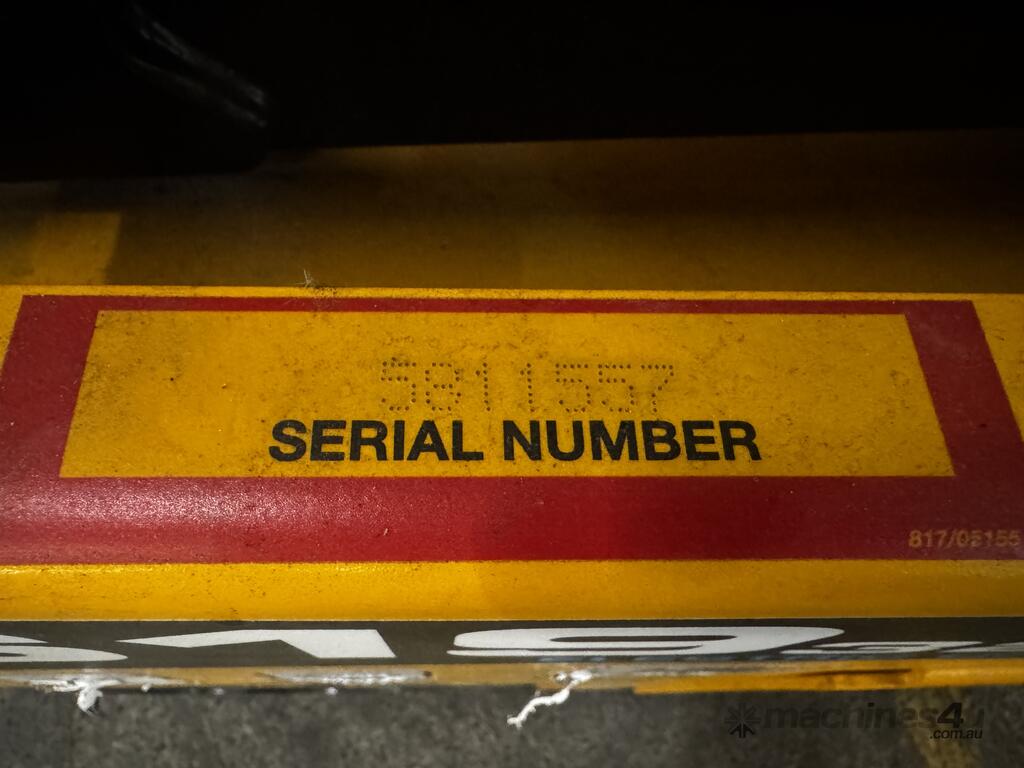 5811557
SERIAL NUMBER
817/05155
machines4u
.com.au